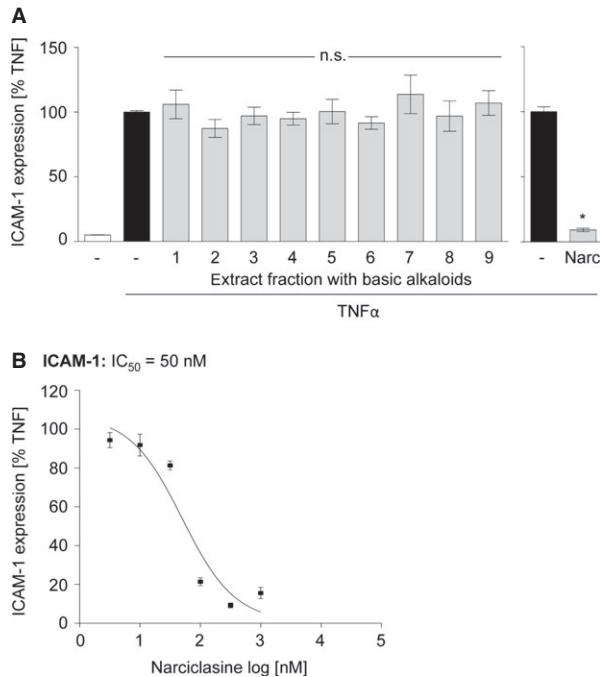 A
ICAM-1 expression [% TNF]
150
100
50
0
n.s.
*
- - 1 2 3 4 5 6 7 8 9 - Narc
Extract fraction with basic alkaloids
TNFα
B ICAM-1: IC50 = 50 nM
ICAM-1 expression [% TNF]
120
100
80
60
40
20
0
0 1 2 3 4 5
Narciclasine log [nM]